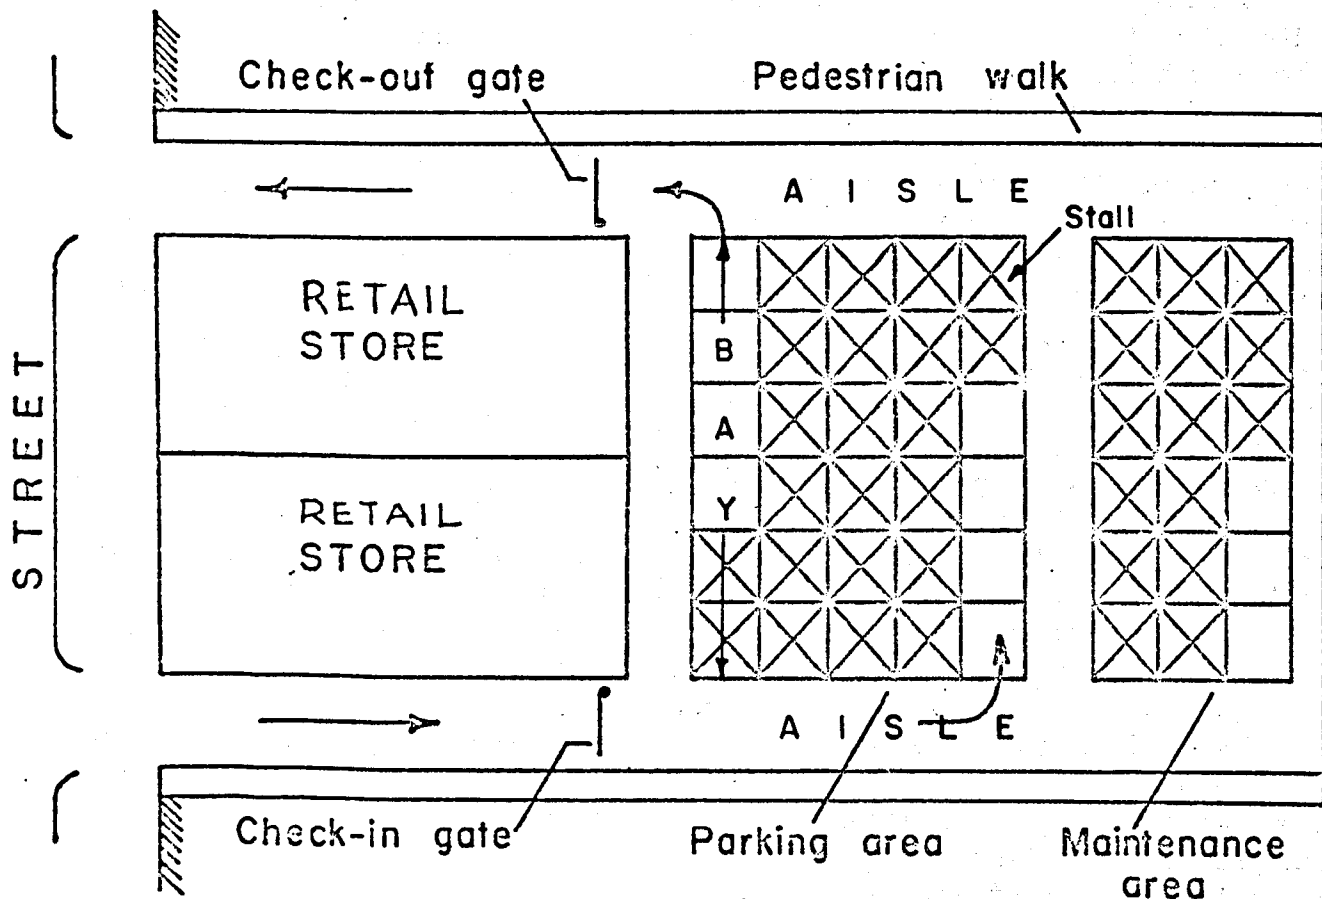 Check-out gate
Pedestrian walk
AISLE
Stall
RETAIL
STORE
B
A
Y
STREET
RETAIL
STORE
AISLE
Check-in gate
Parking area
Maintenance
area